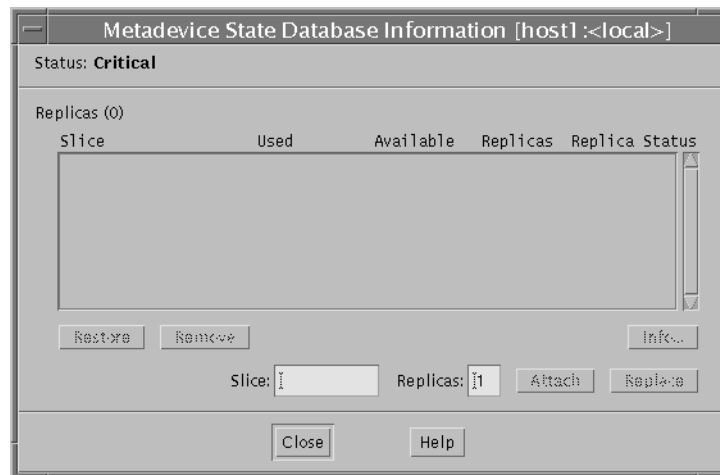 Metadevice State Database Information [host1:<local>]
Status: Critical
Replicas (0)
Slice Used Available Replicas Replica Status
Restore Remove Info...
Slice: Replicas: 1 Attach Replace
Close Help